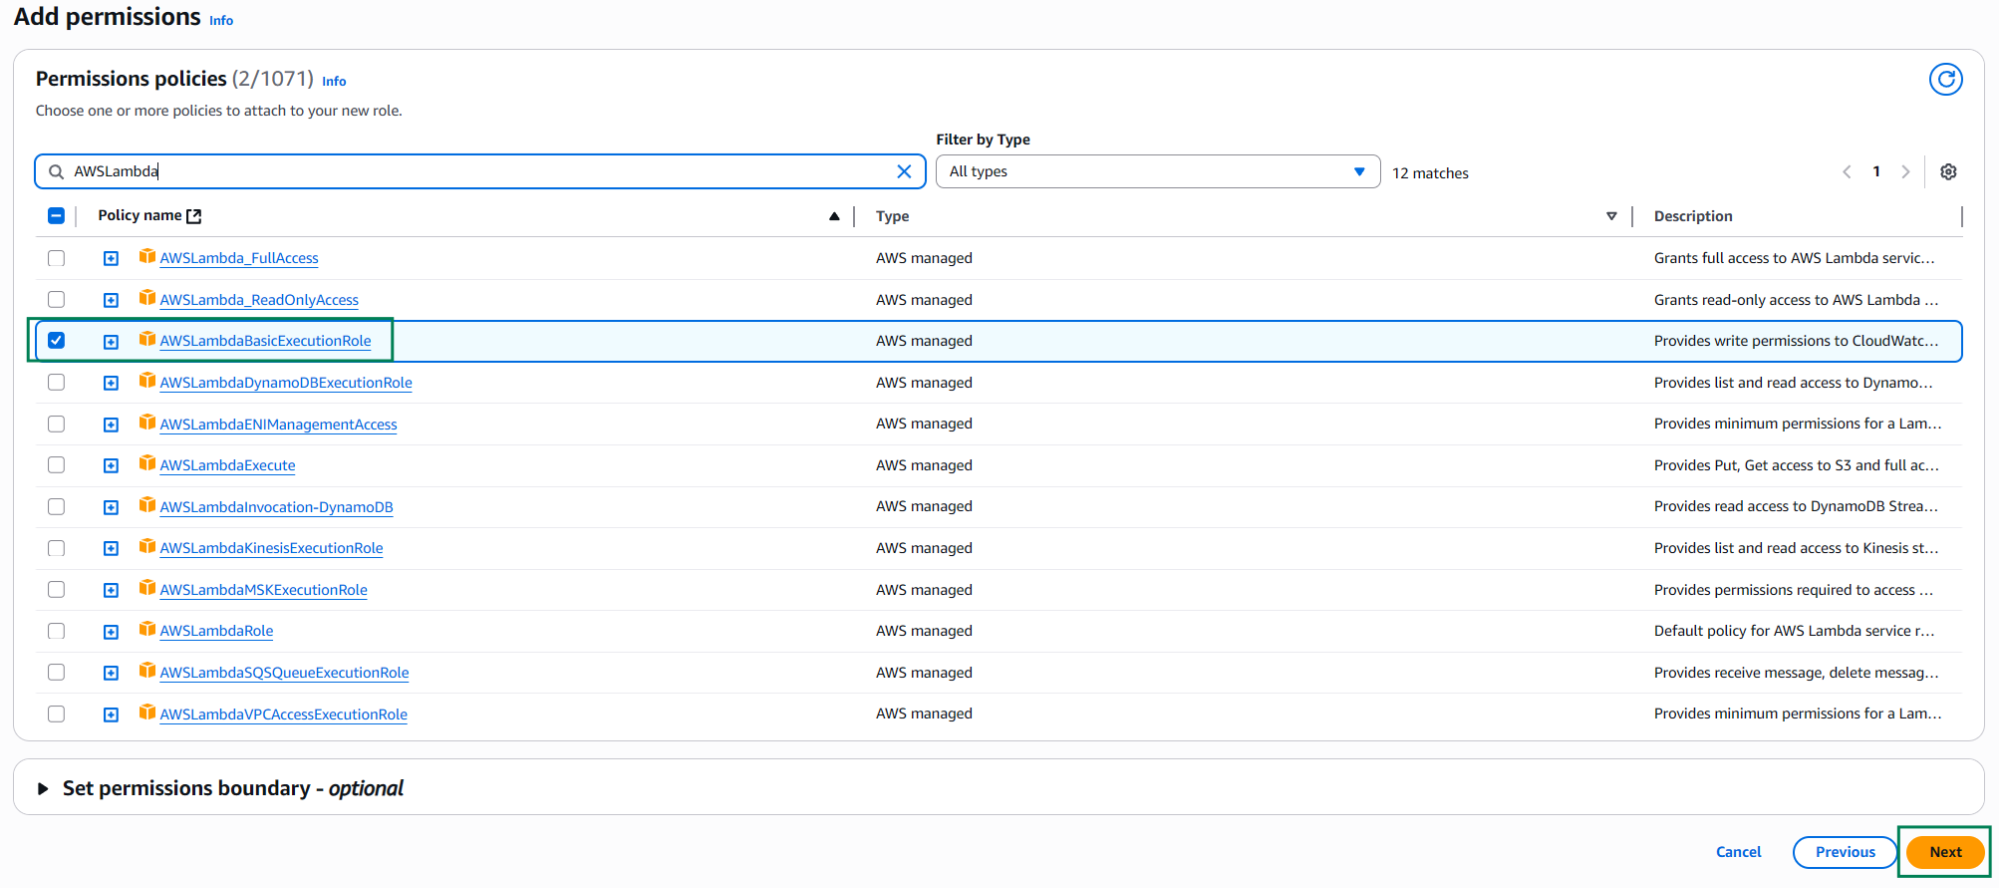 Add permissions Info
Permissions policies (2/1071) Info
Choose one or more policies to attach to your new role.
Filter by Type
AWSLambda All types 12 matches 1
Policy name Type Description
AWSLambda_FullAccess AWS managed Grants full access to AWS Lambda servic...
AWSLambda_ReadOnlyAccess AWS managed Grants read-only access to AWS Lambda ...
AWSLambdaBasicExecutionRole AWS managed Provides write permissions to CloudWatc...
AWSLambdaDynamoDBExecutionRole AWS managed Provides list and read access to Dynamo...
AWSLambdaENIManagementAccess AWS managed Provides minimum permissions for a Lam...
AWSLambdaExecute AWS managed Provides Put, Get access to S3 and full ac...
AWSLambdaInvocation-DynamoDB AWS managed Provides read access to DynamoDB Strea...
AWSLambdaKinesisExecutionRole AWS managed Provides list and read access to Kinesis st...
AWSLambdaMSKExecutionRole AWS managed Provides permissions required to access ...
AWSLambdaRole AWS managed Default policy for AWS Lambda service r...
AWSLambdaSQSQueueExecutionRole AWS managed Provides receive message, delete messag...
AWSLambdaVPCAccessExecutionRole AWS managed Provides minimum permissions for a Lam...
Set permissions boundary - optional
Cancel Previous Next